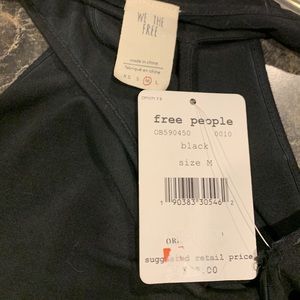 WE THE
FREE
made in china
fabriqué en chine
XS S M L
free people
OB590450 0010
black
size M
1 90383 30546 2
suggested retail price